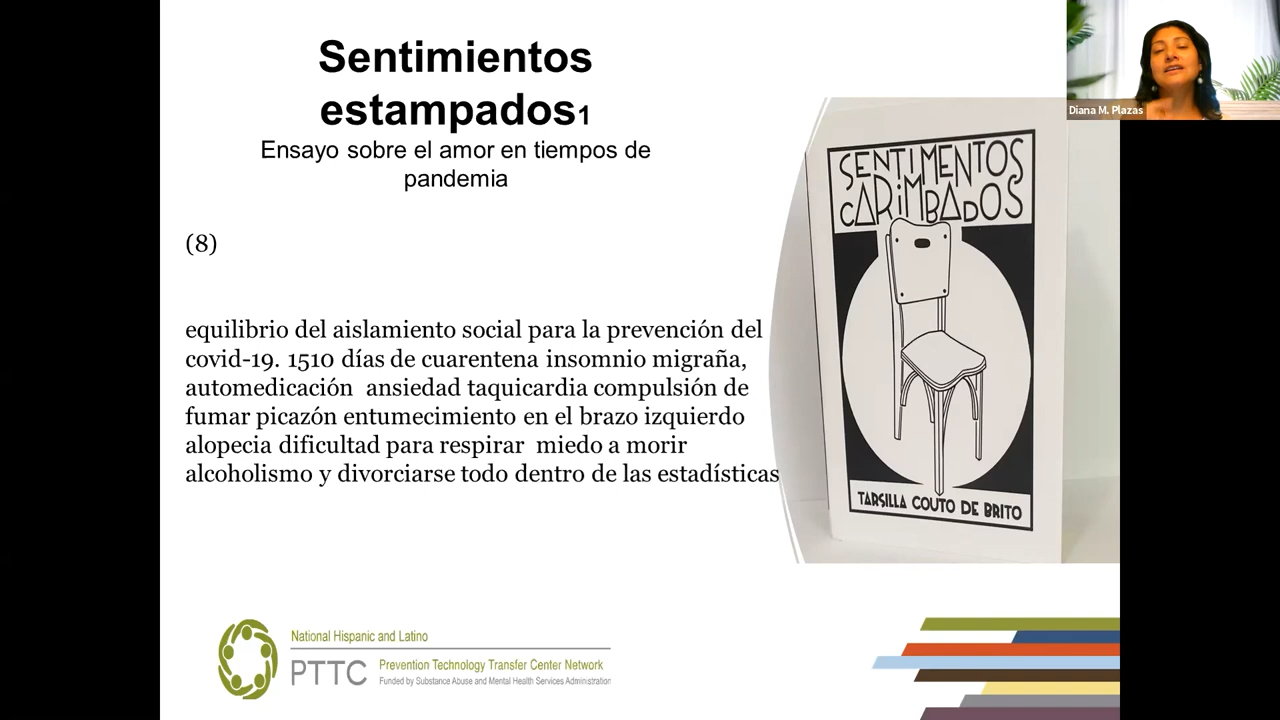 Sentimientos
estampados1
Ensayo sobre el amor en tiempos de
pandemia
(8)
equilibrio del aislamiento social para la prevención del
covid-19. 1510 días de cuarentena insomnio migraña,
automedicación  ansiedad taquicardia compulsión de
fumar picazón entumecimiento en el brazo izquierdo
alopecia dificultad para respirar  miedo a morir
alcoholismo y divorciarse todo dentro de las estadísticas
SENTIMENTOS
CARiMBADOS
TARSILLA COUTO DE BRITO
Diana M. Plazas
National Hispanic and Latino
PTTC
Prevention Technology Transfer Center Network
Funded by Substance Abuse and Mental Health Services Administration